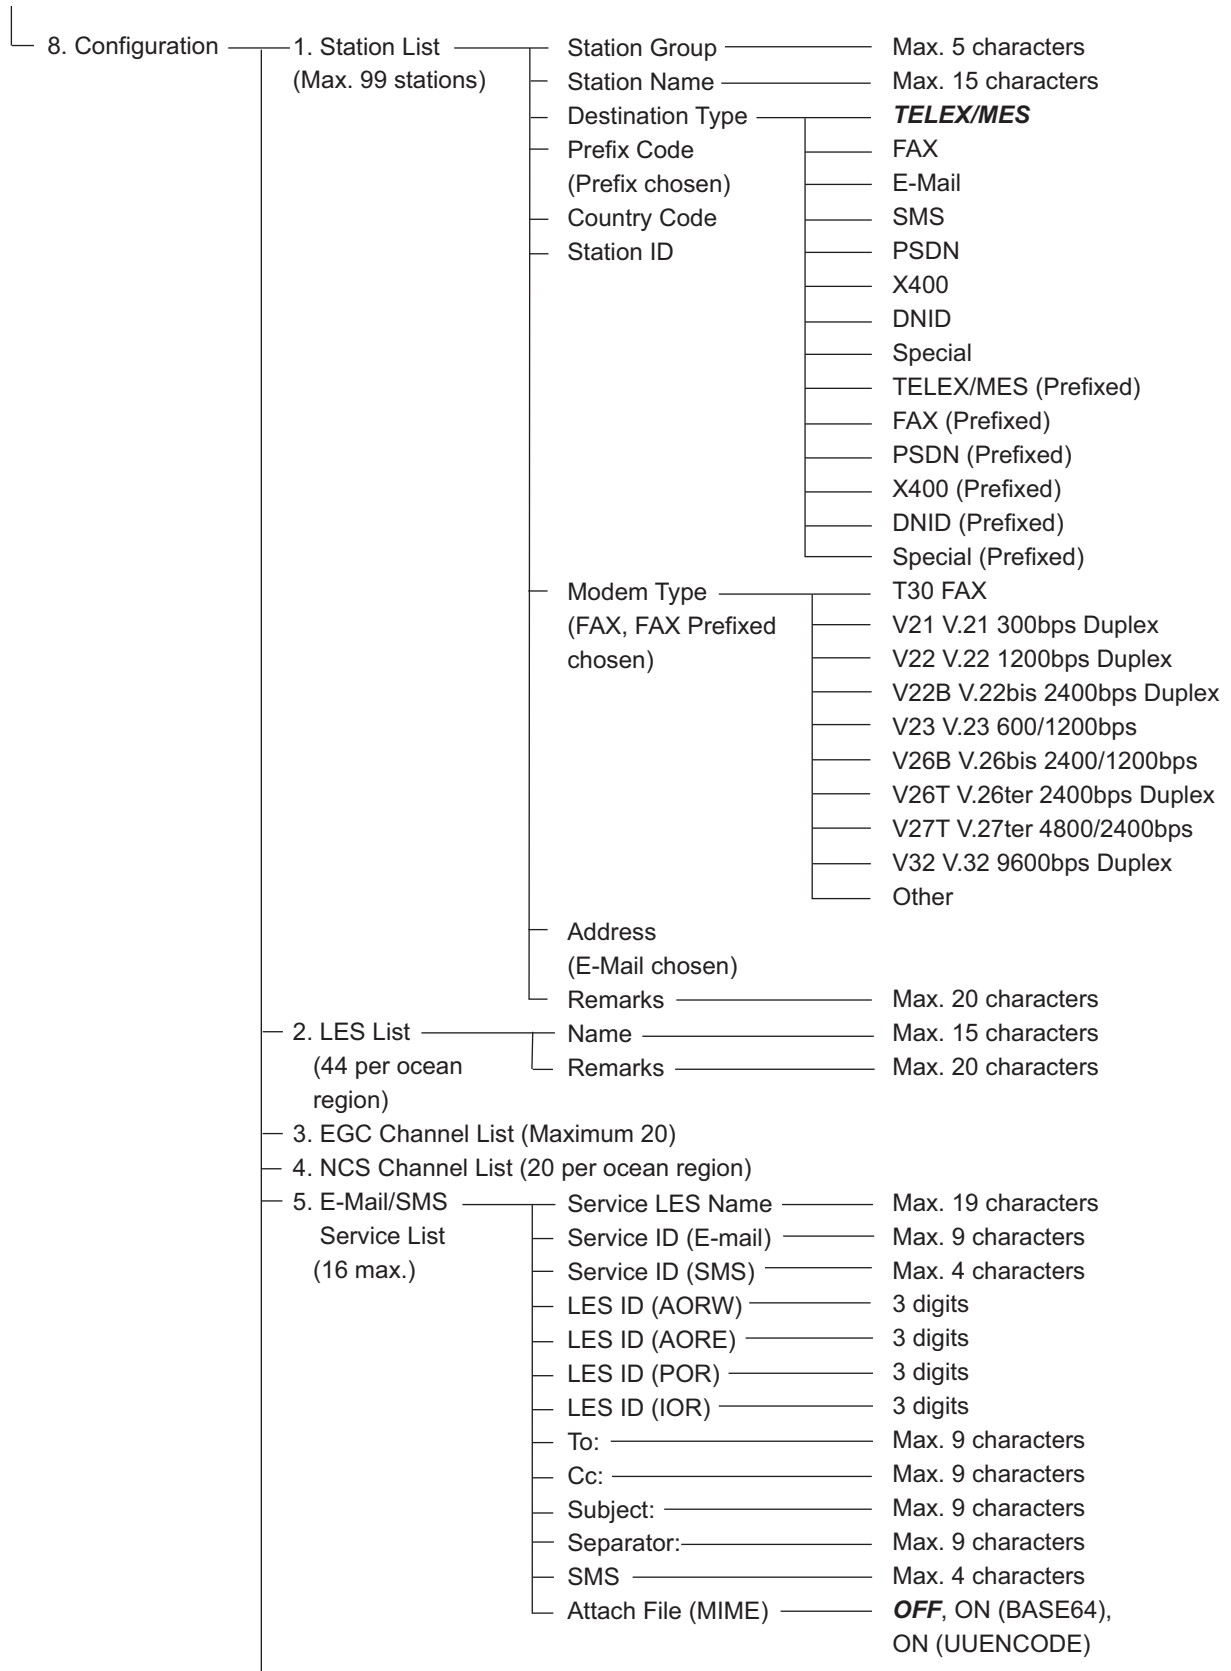 8. Configuration 1. Station List Station Group Max. 5 characters
(Max. 99 stations) Station Name Max. 15 characters
Destination Type TELEX/MES
Prefix Code FAX
(Prefix chosen) E-Mail
Country Code SMS
Station ID PSDN
X400
DNID
Special
TELEX/MES (Prefixed)
FAX (Prefixed)
PSDN (Prefixed)
X400 (Prefixed)
DNID (Prefixed)
Special (Prefixed)
Modem Type T30 FAX
(FAX, FAX Prefixed V21 V.21 300bps Duplex
chosen) V22 V.22 1200bps Duplex
V22B V.22bis 2400bps Duplex
V23 V.23 600/1200bps
V26B V.26bis 2400/1200bps
V26T V.26ter 2400bps Duplex
V27T V.27ter 4800/2400bps
V32 V.32 9600bps Duplex
Other
Address
(E-Mail chosen)
Remarks Max. 20 characters
2. LES List Name Max. 15 characters
(44 per ocean Remarks Max. 20 characters
region)
3. EGC Channel List (Maximum 20)
4. NCS Channel List (20 per ocean region)
5. E-Mail/SMS Service LES Name Max. 19 characters
Service List Service ID (E-mail) Max. 9 characters
(16 max.) Service ID (SMS) Max. 4 characters
LES ID (AORW) 3 digits
LES ID (AORE) 3 digits
LES ID (POR) 3 digits
LES ID (IOR) 3 digits
To: Max. 9 characters
Cc: Max. 9 characters
Subject: Max. 9 characters
Separator: Max. 9 characters
SMS Max. 4 characters
Attach File (MIME) OFF, ON (BASE64),
ON (UUENCODE)